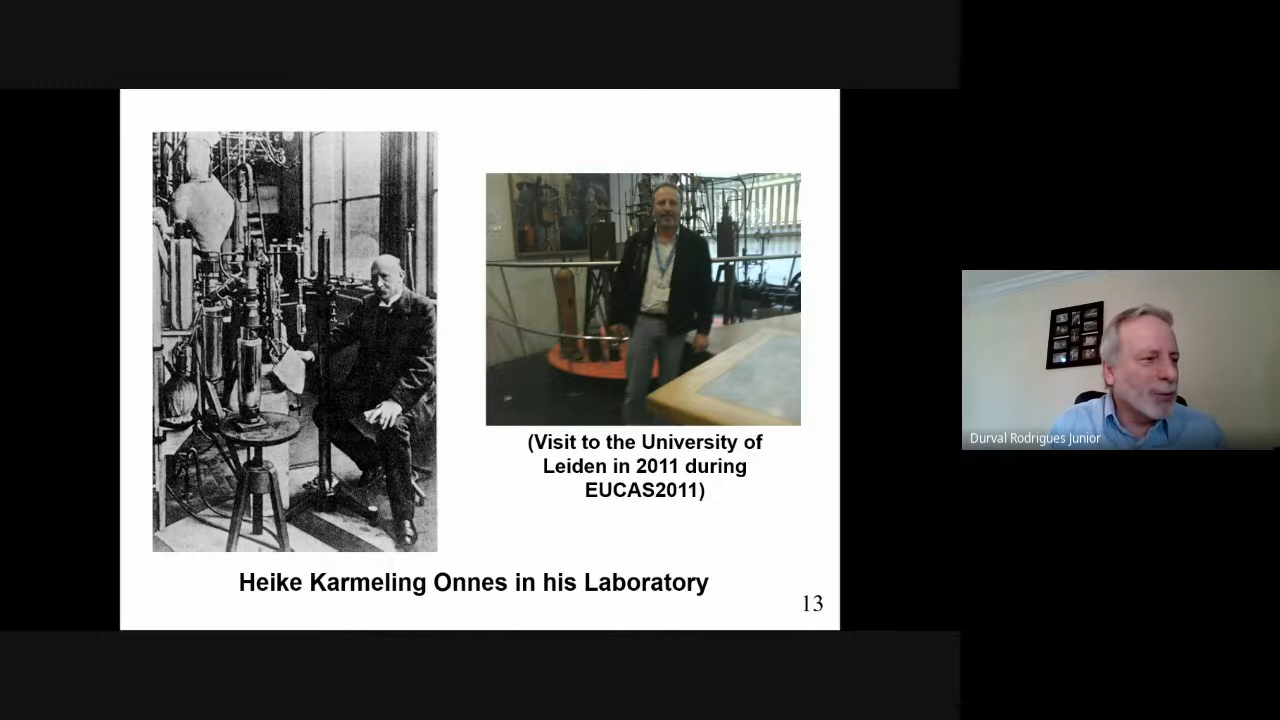 (Visit to the University of
Leiden in 2011 during
EUCAS2011)
Heike Karmeling Onnes in his Laboratory
13
Durval Rodrigues Junior